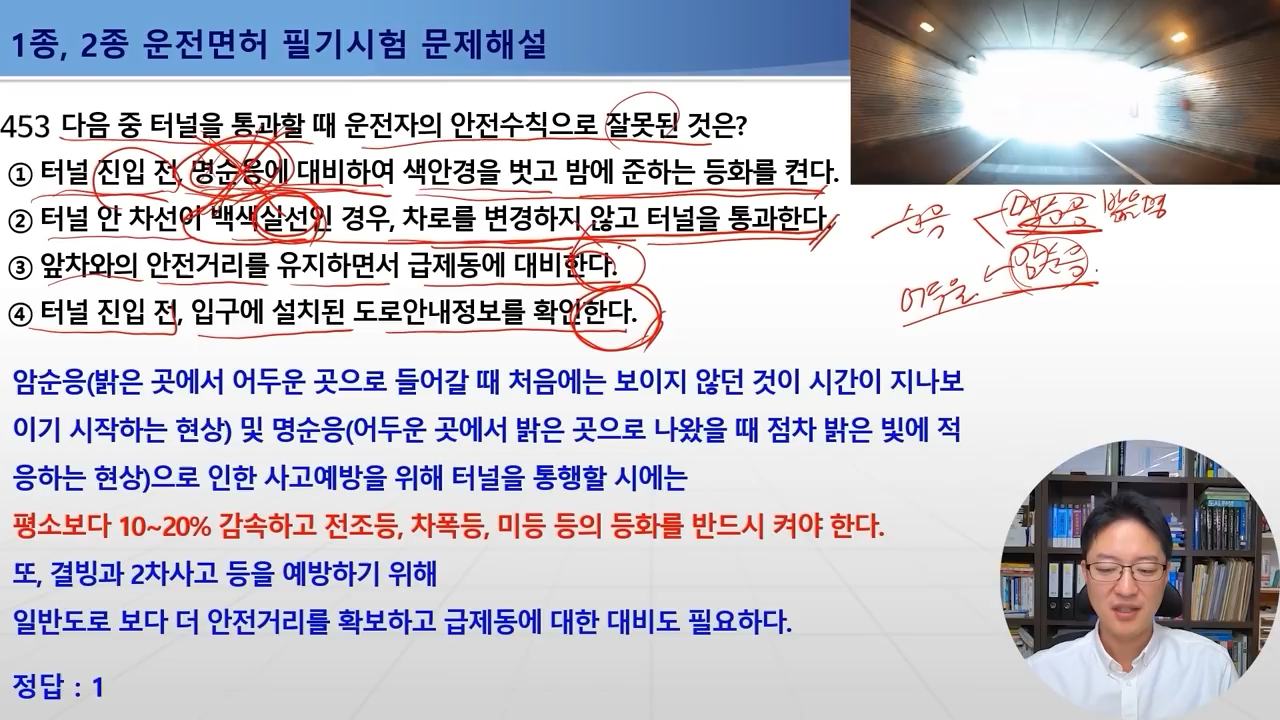 1종, 2종 운전면허 필기시험 문제해설
453 다음 중 터널을 통과할 때 운전자의 안전수칙으로 잘못된 것은?
① 터널 진입 전, 명순응에 대비하여 색안경을 벗고 밤에 준하는 등화를 켠다.
② 터널 안 차선이 백색실선인 경우, 차로를 변경하지 않고 터널을 통과한다.
③ 앞차와의 안전거리를 유지하면서 급제동에 대비한다.
④ 터널 진입 전, 입구에 설치된 도로안내정보를 확인한다.
암순응(밝은 곳에서 어두운 곳으로 들어갈 때 처음에는 보이지 않던 것이 시간이 지나보
이기 시작하는 현상) 및 명순응(어두운 곳에서 밝은 곳으로 나왔을 때 점차 밝은 빛에 적
응하는 현상)으로 인한 사고예방을 위해 터널을 통행할 시에는
평소보다 10~20% 감속하고 전조등, 차폭등, 미등 등의 등화를 반드시 켜야 한다.
또, 결빙과 2차사고 등을 예방하기 위해
일반도로 보다 더 안전거리를 확보하고 급제동에 대한 대비도 필요하다.
정답 : 1